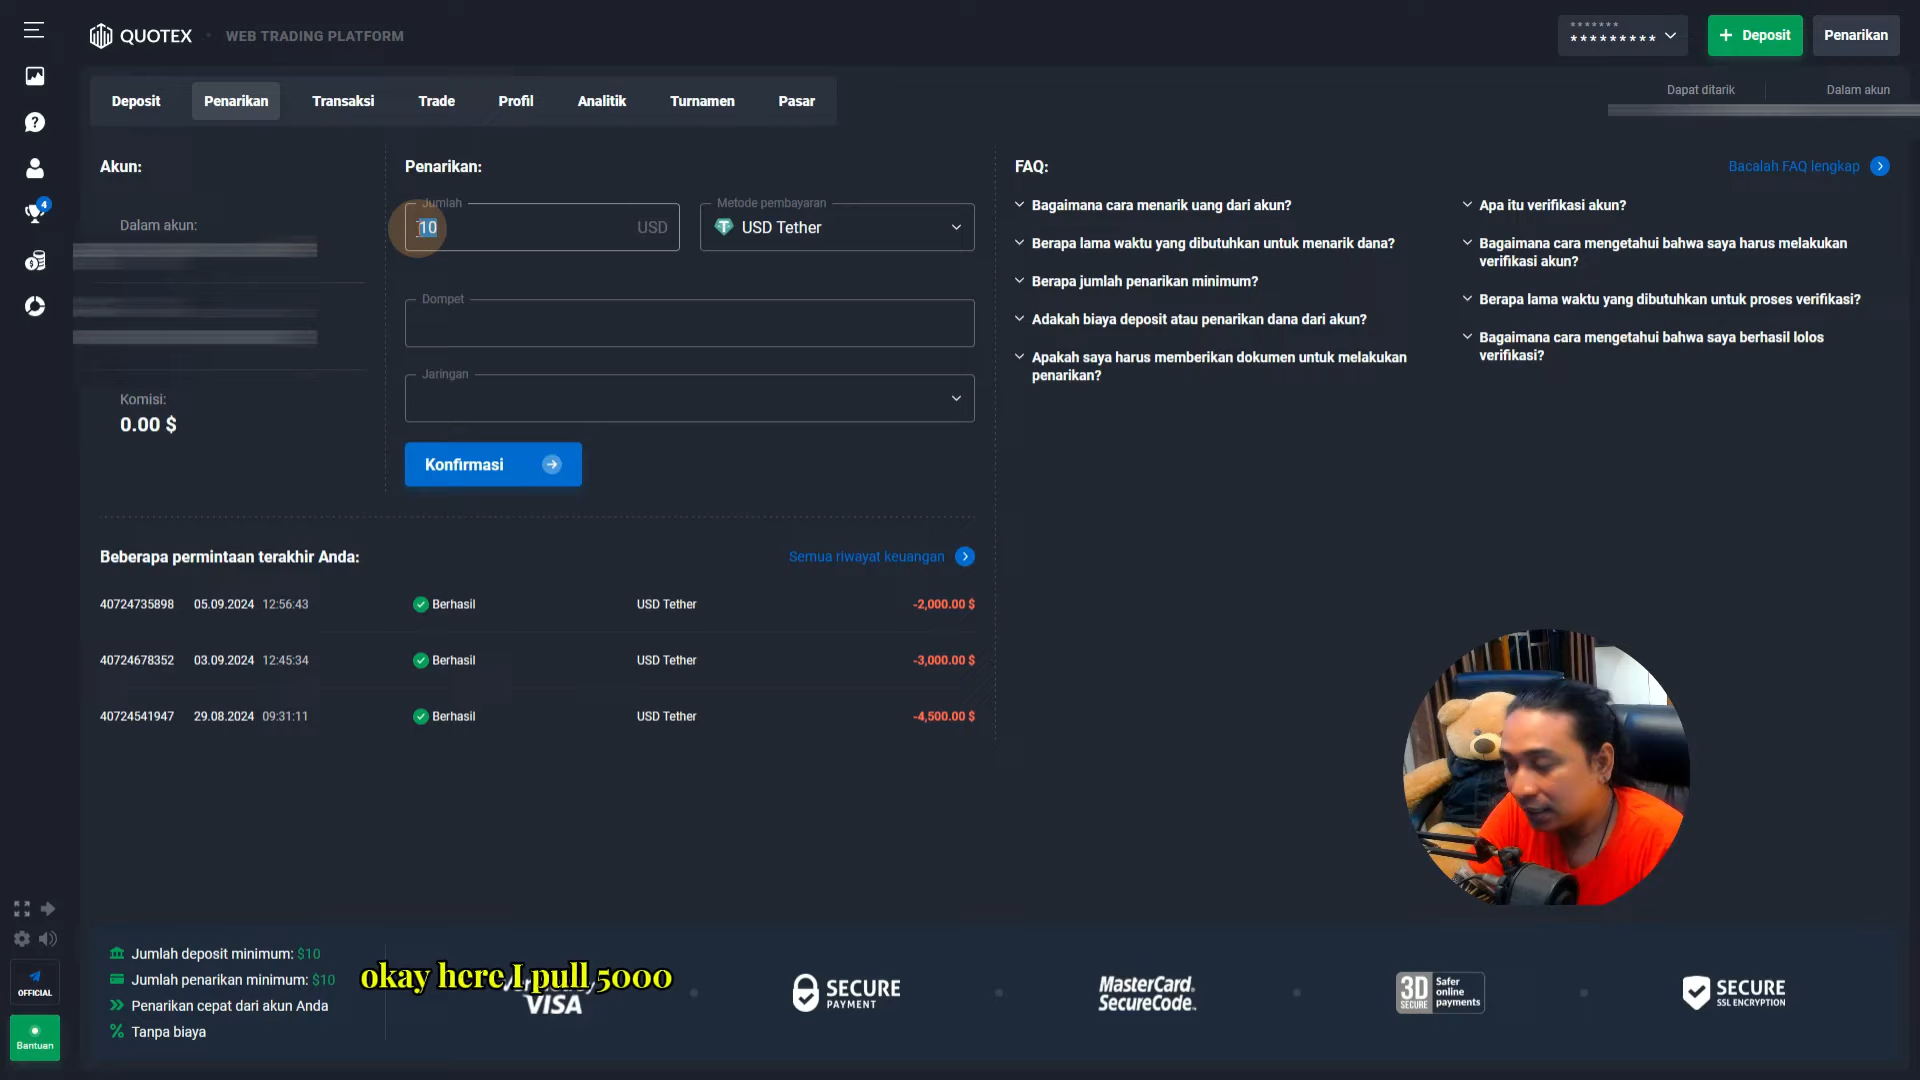 QUOTEX
WEB TRADING PLATFORM
*******
*********
+ Deposit
Penarikan
Deposit
Penarikan
Transaksi
Trade
Profil
Analitik
Turnamen
Pasar
Dapat ditarik
Dalam akun
4
Akun:
Dalam akun:
Komisi:
0.00 $
Penarikan:
Jumlah
10
USD
Metode pembayaran
USD Tether
Dompet
Jaringan
Konfirmasi
FAQ:
Bacalah FAQ lengkap
Bagaimana cara menarik uang dari akun?
Berapa lama waktu yang dibutuhkan untuk menarik dana?
Berapa jumlah penarikan minimum?
Adakah biaya deposit atau penarikan dana dari akun?
Apakah saya harus memberikan dokumen untuk melakukan
penarikan?
Apa itu verifikasi akun?
Bagaimana cara mengetahui bahwa saya harus melakukan
verifikasi akun?
Berapa lama waktu yang dibutuhkan untuk proses verifikasi?
Bagaimana cara mengetahui bahwa saya berhasil lolos
verifikasi?
Beberapa permintaan terakhir Anda:
Semua riwayat keuangan
40724735898 05.09.2024 12:56:43 Berhasil USD Tether -2,000.00 $
40724678352 03.09.2024 12:45:34 Berhasil USD Tether -3,000.00 $
40724541947 29.08.2024 09:31:11 Berhasil USD Tether -4,500.00 $
OFFICIAL
Bantuan
Jumlah deposit minimum: $10
Jumlah penarikan minimum: $10
Penarikan cepat dari akun Anda
Tanpa biaya
okay here I pull 5000
VISA
SECURE
PAYMENT
MasterCard.
SecureCode.
3D
SECURE
Safer
online
payments
SECURE
SSL ENCRYPTION